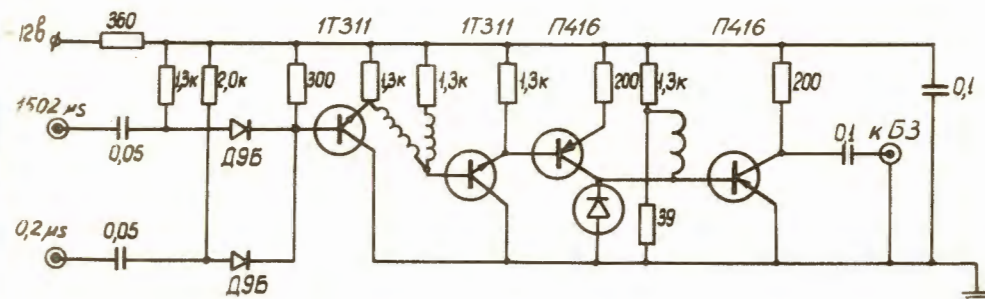 360 1Т311 1Т311 П416 П416
12в
1,3к 2,0к 300 1,3к 1,3к 1,3к 200 1,3к 200 0,1
1502 μs
0,05 Д9Б 0,1 к Б3
39
0,2 μs 0,05
Д9Б